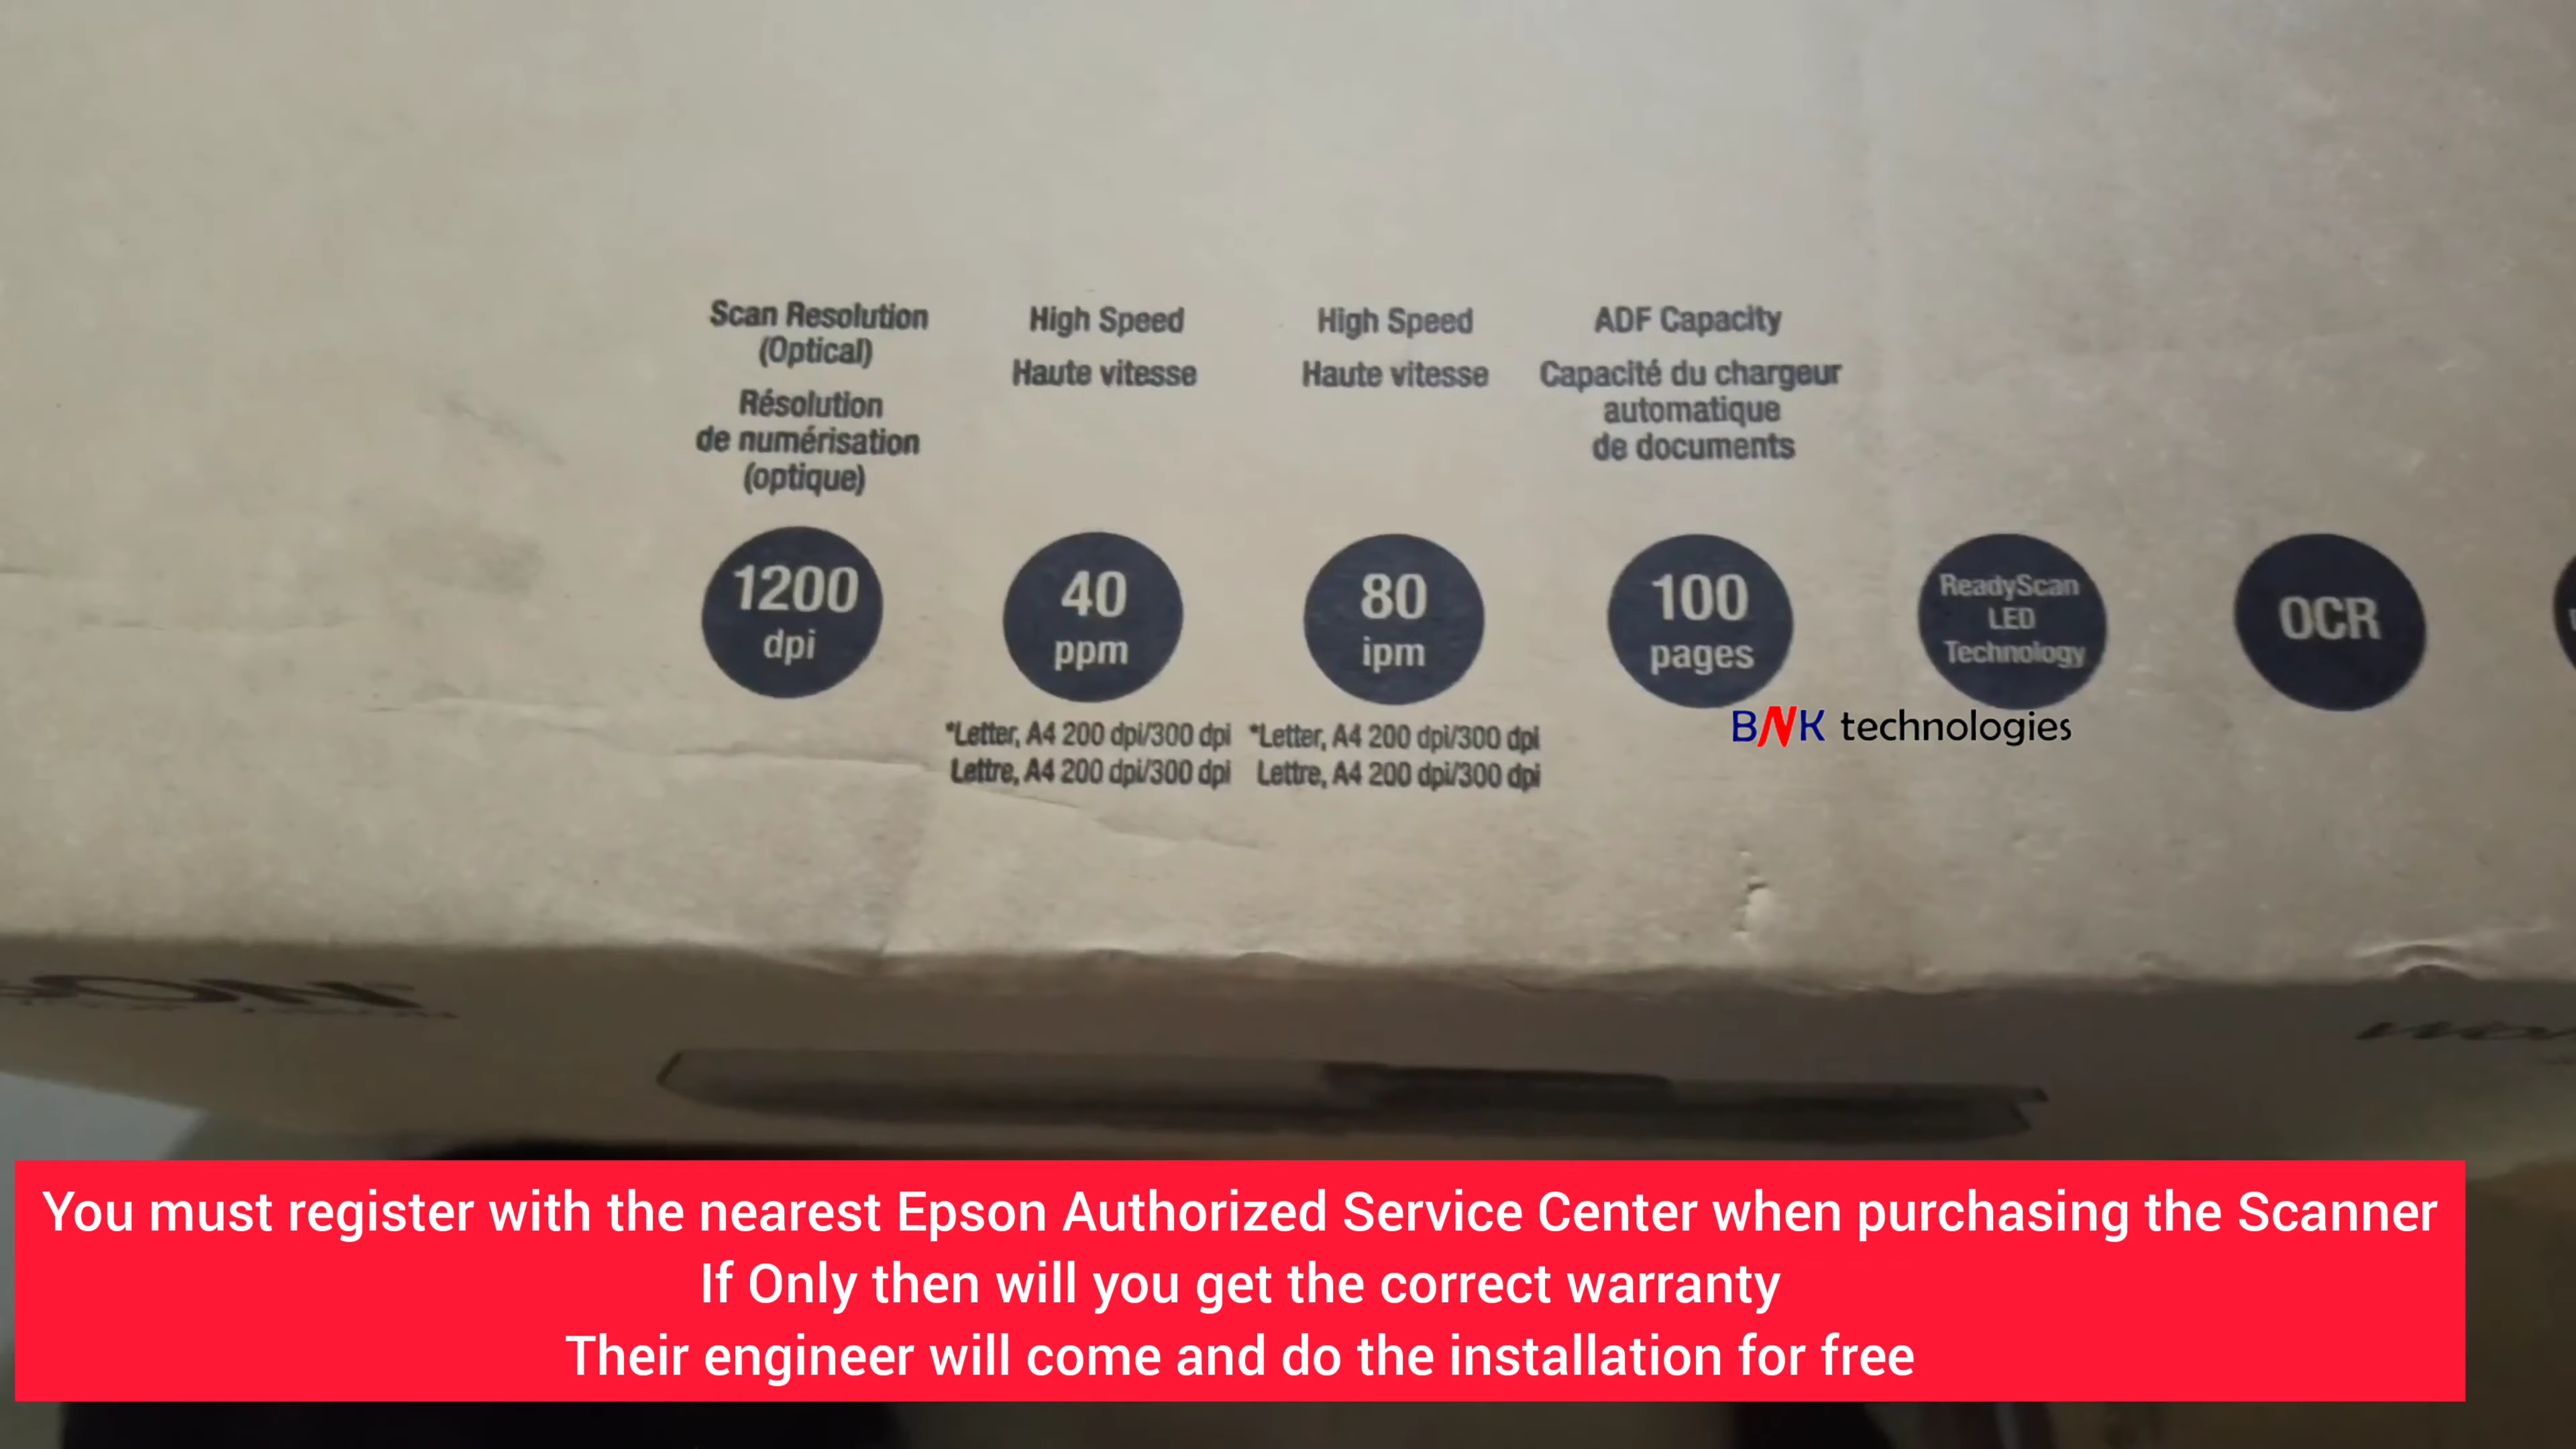 Scan Resolution
(Optical)
Résolution
de numérisation
(optique)
1200
dpi
High Speed
Haute vitesse
40
ppm
*Letter, A4 200 dpi/300 dpi
Lettre, A4 200 dpi/300 dpi
High Speed
Haute vitesse
80
ipm
*Letter, A4 200 dpi/300 dpi
Lettre, A4 200 dpi/300 dpi
ADF Capacity
Capacité du chargeur
automatique
de documents
100
pages
ReadyScan
LED
Technology
OCR
BNK technologies
You must register with the nearest Epson Authorized Service Center when purchasing the Scanner
If Only then will you get the correct warranty
Their engineer will come and do the installation for free